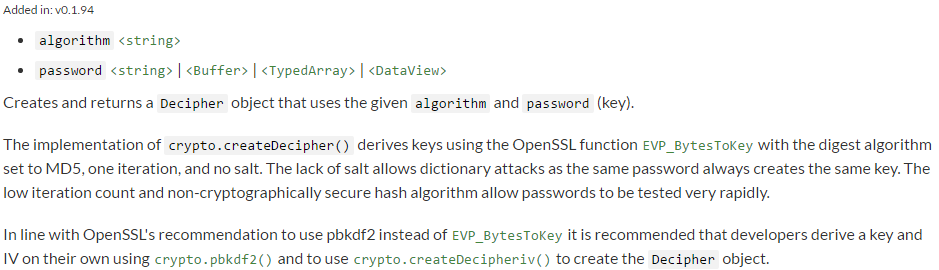 Added in: v0.1.94
• algorithm <string>
• password <string> | <Buffer> | <TypedArray> | <DataView>
Creates and returns a Decipher object that uses the given algorithm and password (key).
The implementation of crypto.createDecipher() derives keys using the OpenSSL function EVP_BytesToKey with the digest algorithm
set to MD5, one iteration, and no salt. The lack of salt allows dictionary attacks as the same password always creates the same key. The
low iteration count and non-cryptographically secure hash algorithm allow passwords to be tested very rapidly.
In line with OpenSSL's recommendation to use pbkdf2 instead of EVP_BytesToKey it is recommended that developers derive a key and
IV on their own using crypto.pbkdf2() and to use crypto.createDecipheriv() to create the Decipher object.